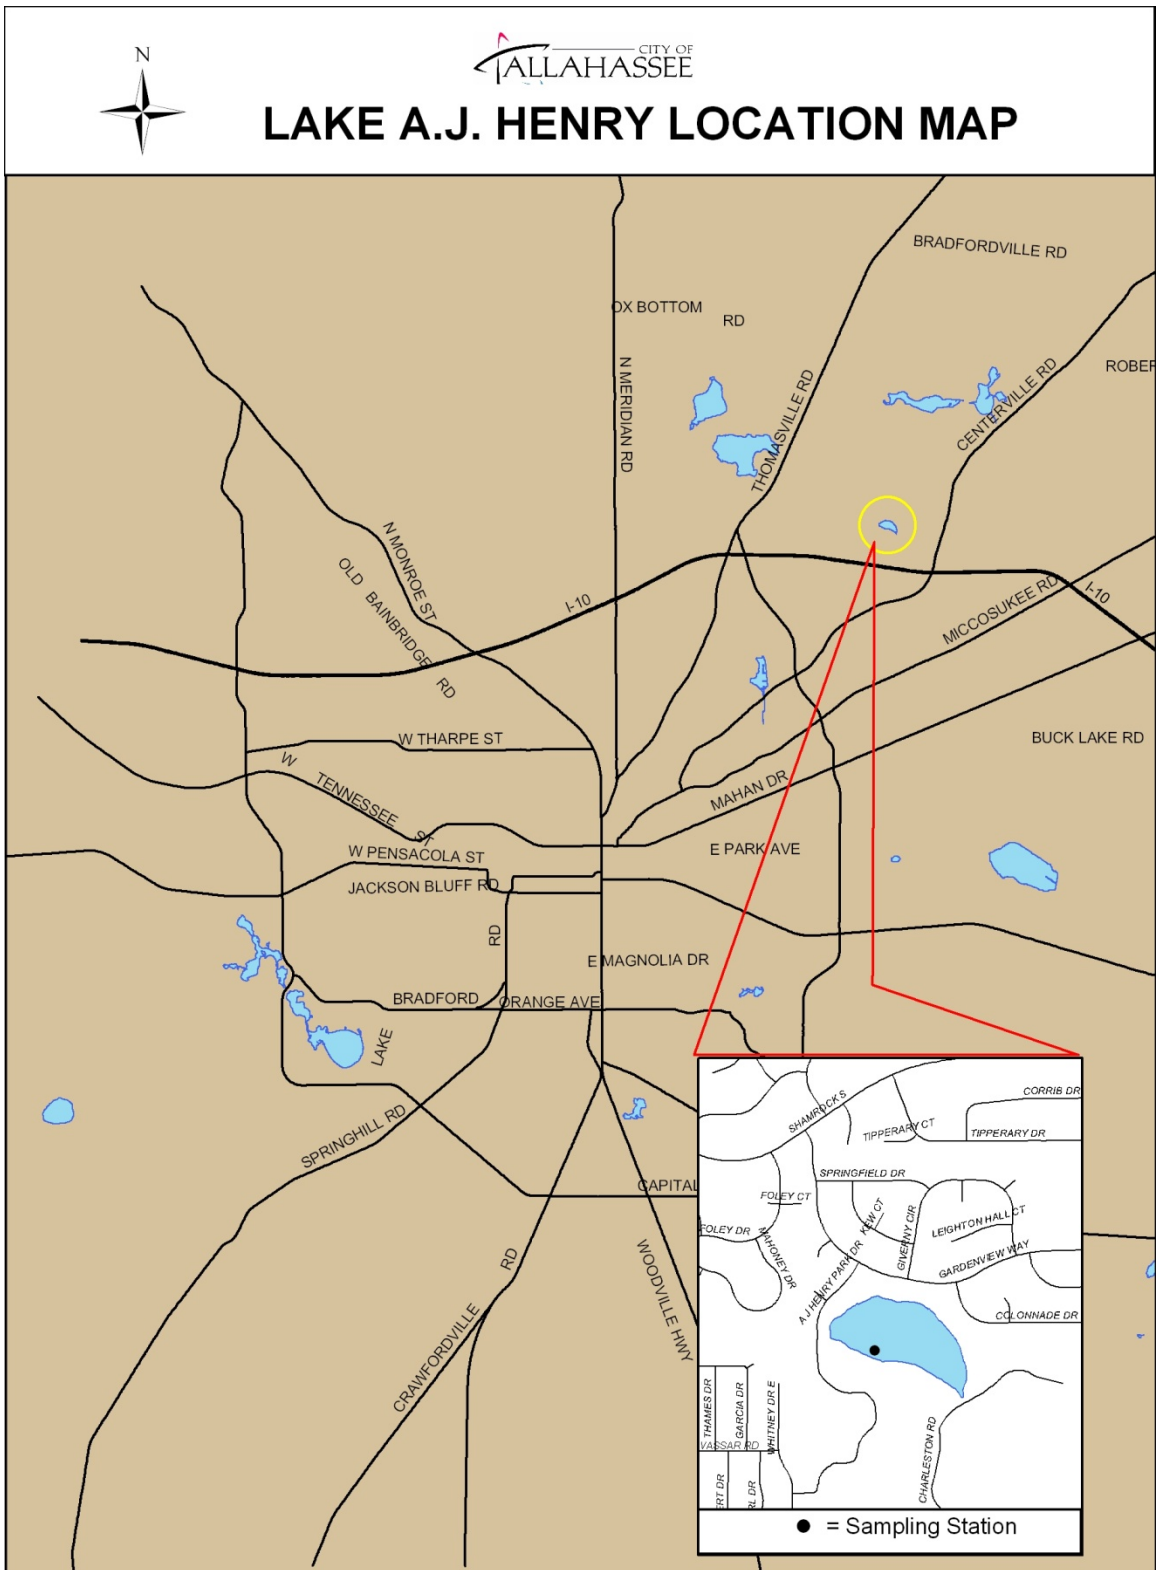 N
CITY OF
TALLAHASSEE
LAKE A.J. HENRY LOCATION MAP
BRADFORDVILLE RD
OX BOTTOM
RD
ROBER
N MERIDIAN RD
THOMASVILLE RD
CENTERVILLE RD
N MONROE ST
OLD
BAINBRIDGE
RD
I-10
MICCOSUKEE RD
I-10
W THARPE ST
BUCK LAKE RD
W
TENNESSEE
ST
MAHAN DR
W PENSACOLA ST
E PARK AVE
JACKSON BLUFF RD
RD
E MAGNOLIA DR
BRADFORD
ORANGE AVE
LAKE
SPRINGHILL RD
CAPITAL
RD
WOODVILLE HWY
CRAWFORDVILLE
SHAMROCK S
CORRIB DR
TIPPERARY CT
TIPPERARY DR
SPRINGFIELD DR
FOLEY CT
KEW CT
GIVERNY CIR
LEIGHTON HALL CT
FOLEY DR
MAHONEY DR
A J HENRY PARK DR
GARDENVIEW WAY
COLONNADE DR
THAMES DR
GARCIA DR
WHITNEY DR E
VASSAR RD
CHARLESTON RD
ERT DR
RL DR
= Sampling Station